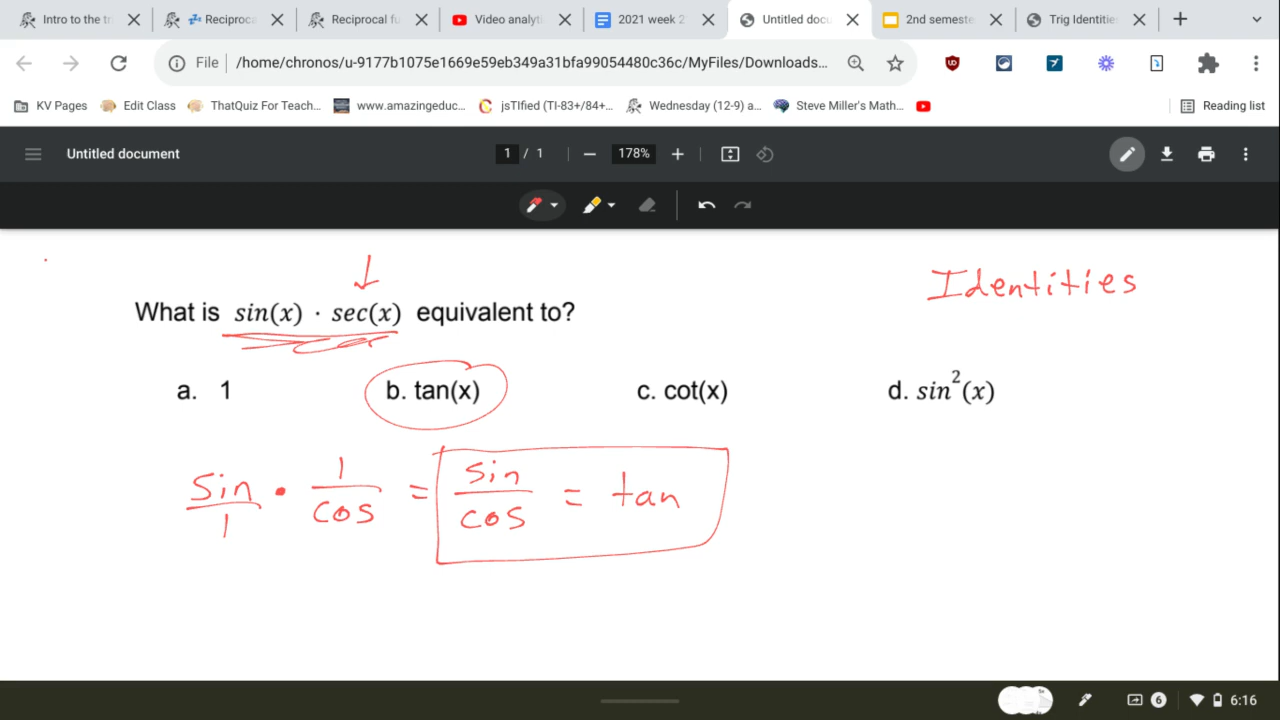 Intro to the tr
Reciproca
Reciprocal fu
Video analyti
2021 week 2
Untitled docu
2nd semeste
Trig Identitie
File
/home/chronos/u-9177b1075e1669e59eb349a31bfa99054480c36c/MyFiles/Downloads...
KV Pages
Edit Class
ThatQuiz For Teach...
www.amazingeduc...
jsTIfied (TI-83+/84+...
Wednesday (12-9) a...
Steve Miller's Math...
Reading list
Untitled document
1 / 1
178%
Identities
What is sin(x) · sec(x) equivalent to?
a. 1 b. tan(x) c. cot(x) d. sin²(x)
sin/1 • 1/cos = sin/cos = tan
6 6:16